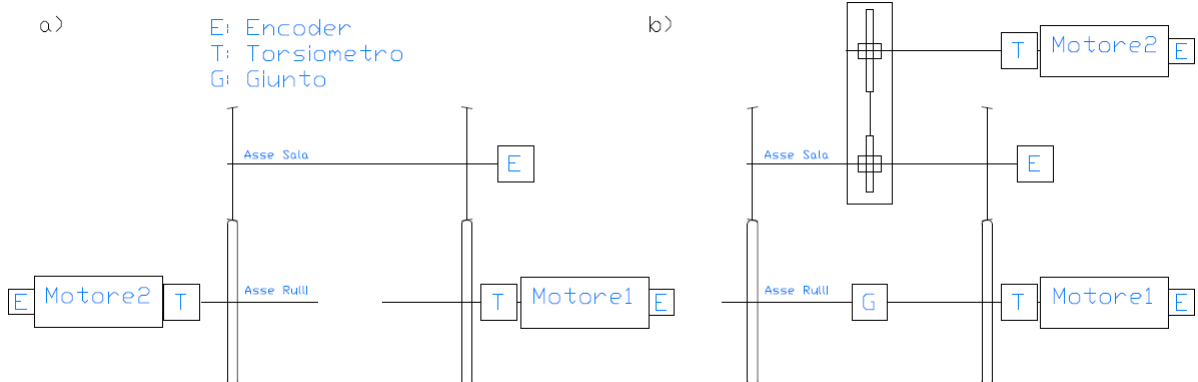 a)
E: Encoder
T: Torsiometro
G: Giunto
Asse Sala
E
E
Motore2
T
Asse Rulli
T
Motore1
E
b)
T
Motore2
E
Asse Sala
E
Asse Rulli
G
T
Motore1
E